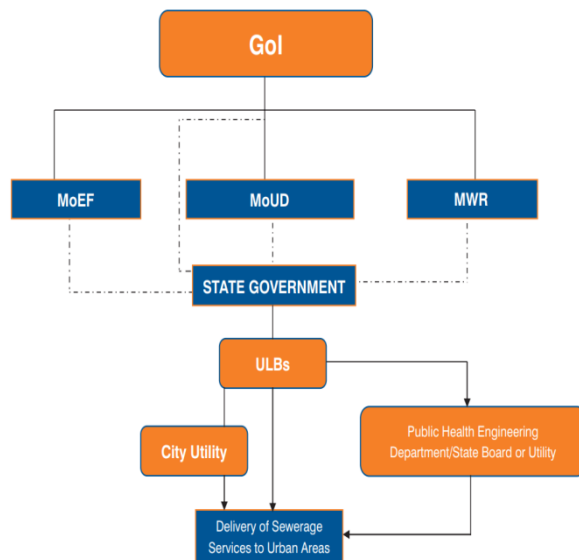 GoI
MoEF
MoUD
MWR
STATE GOVERNMENT
ULBs
City Utility
Public Health Engineering
Department/State Board or Utility
Delivery of Sewerage
Services to Urban Areas